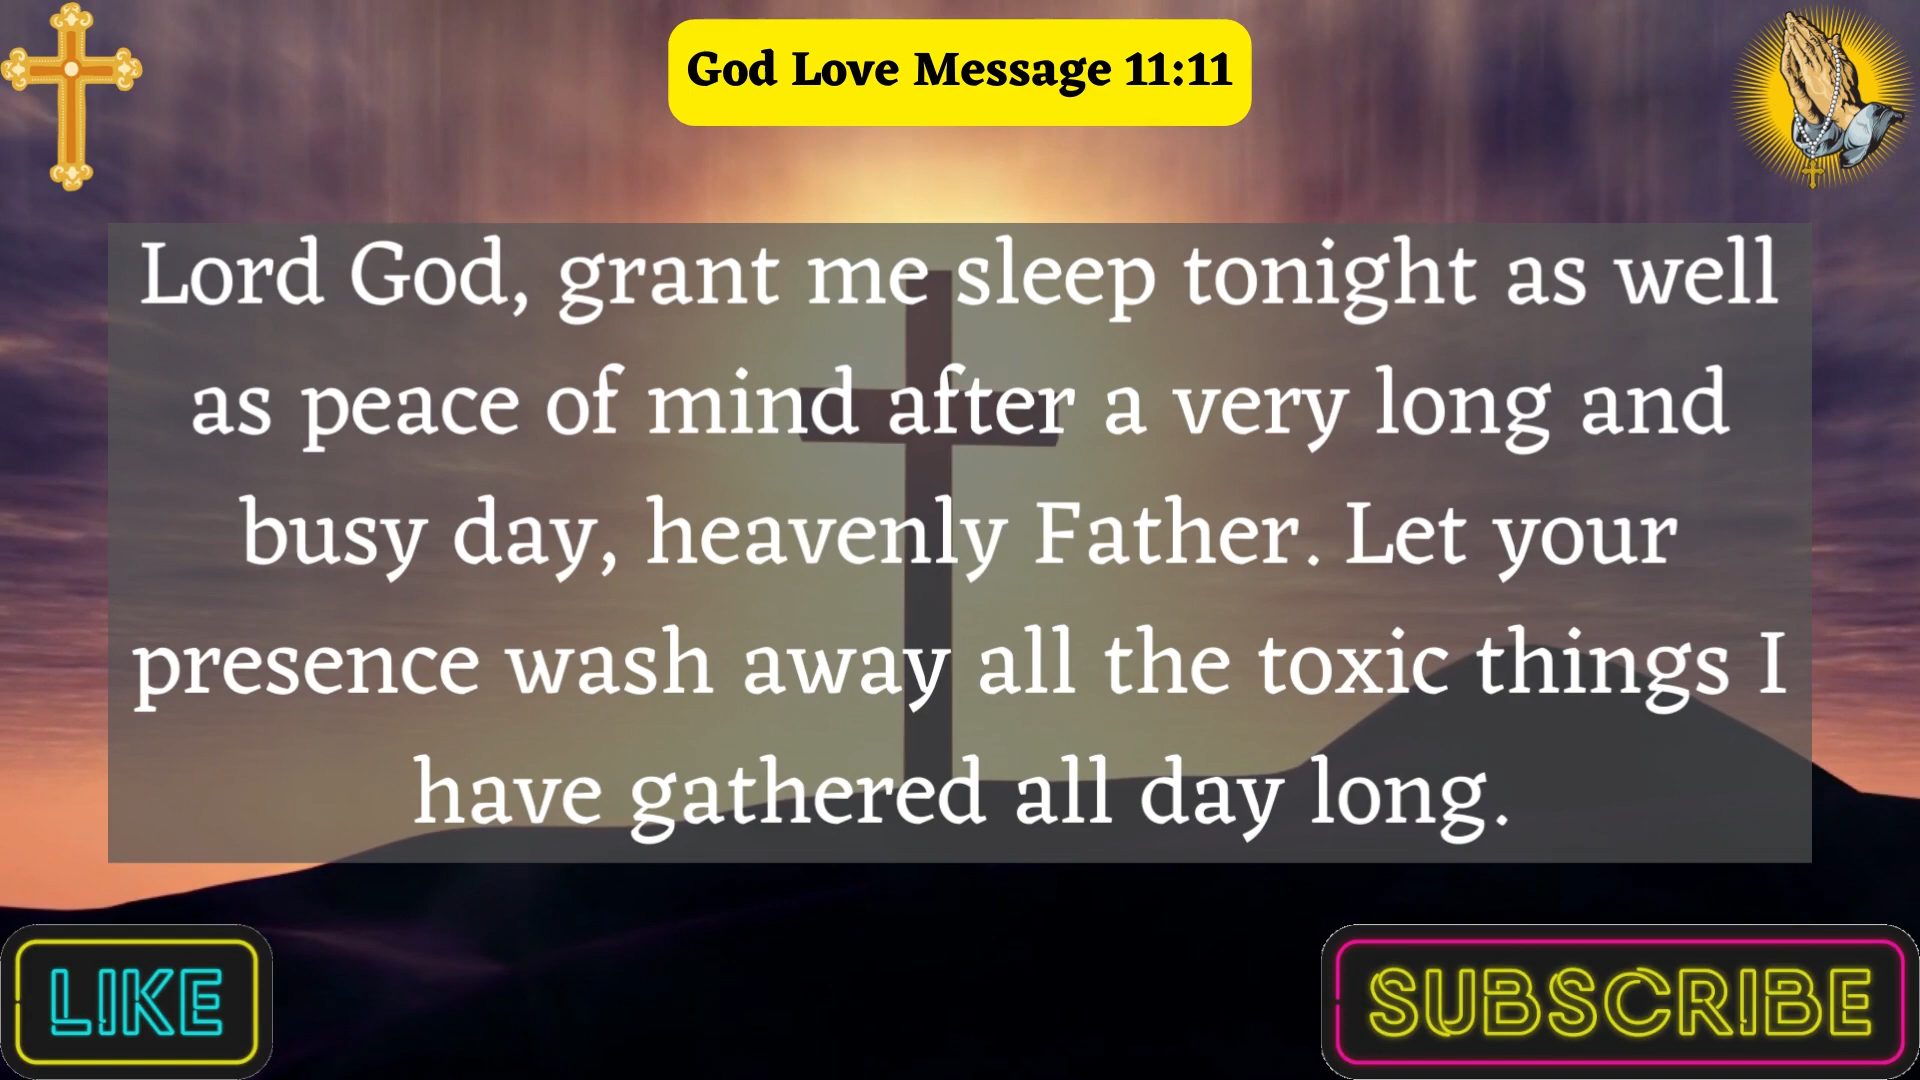 God Love Message 11:11
Lord God, grant me sleep tonight as well
as peace of mind after a very long and
busy day, heavenly Father. Let your
presence wash away all the toxic things I
have gathered all day long.
LIKE
SUBSCRIBE